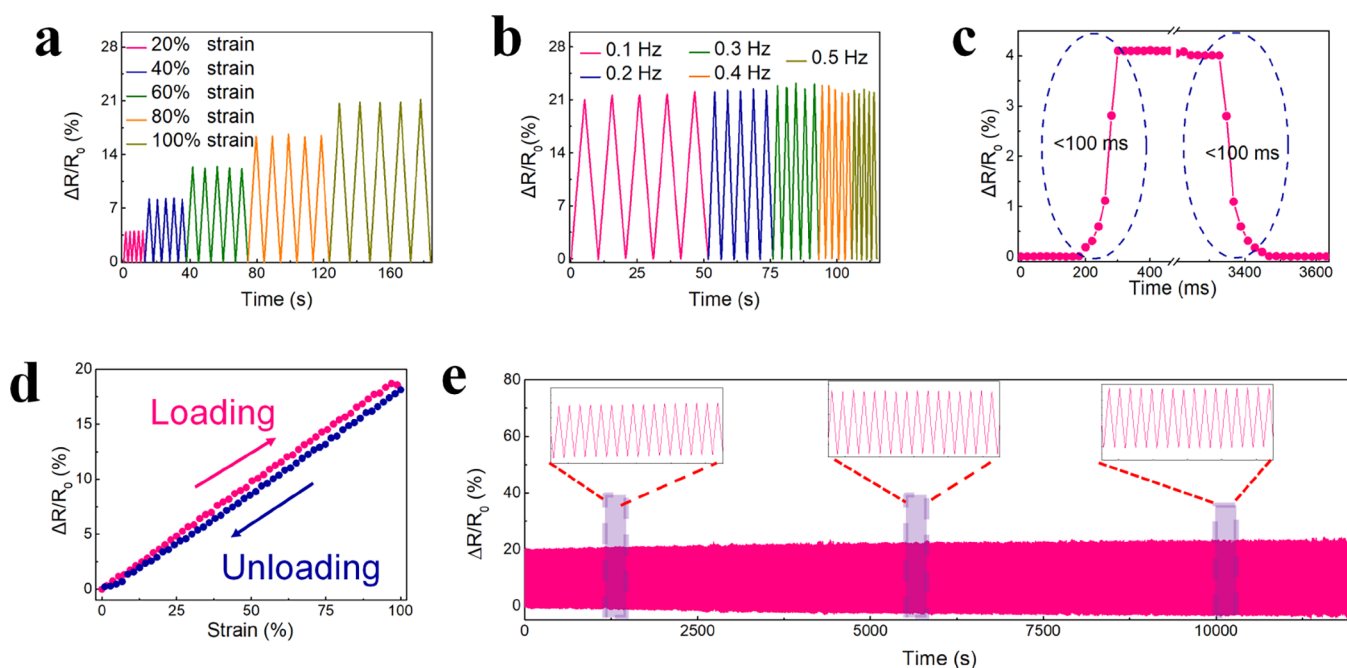 a
28
21
14
7
0
ΔR/R0 (%)
20% strain
40% strain
60% strain
80% strain
100% strain
0 40 80 120 160
Time (s)
b
28
21
14
7
0
ΔR/R0(%)
0.1 Hz 0.3 Hz 0.5 Hz
0.2 Hz 0.4 Hz
0 25 50 75 100
Time (s)
c
4
3
2
1
0
ΔR/R0 (%)
<100 ms <100 ms
0 200 400 3400 3600
Time (ms)
d
20
15
10
5
0
ΔR/R0 (%)
Loading
Unloading
0 25 50 75 100
Strain (%)
e
80
60
40
20
0
ΔR/R0 (%)
0 2500 5000 7500 10000
Time (s)